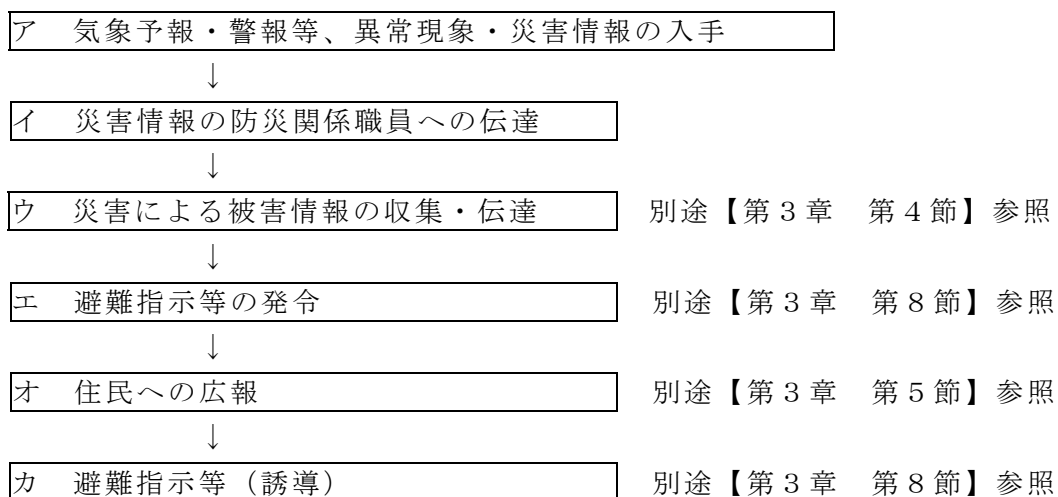 ア　気象予報・警報等、異常現象・災害情報の入手
↓
イ　災害情報の防災関係職員への伝達
↓
ウ　災害による被害情報の収集・伝達　別途【第３章　第４節】参照
↓
エ　避難指示等の発令　別途【第３章　第８節】参照
↓
オ　住民への広報　別途【第３章　第５節】参照
↓
カ　避難指示等（誘導）　別途【第３章　第８節】参照